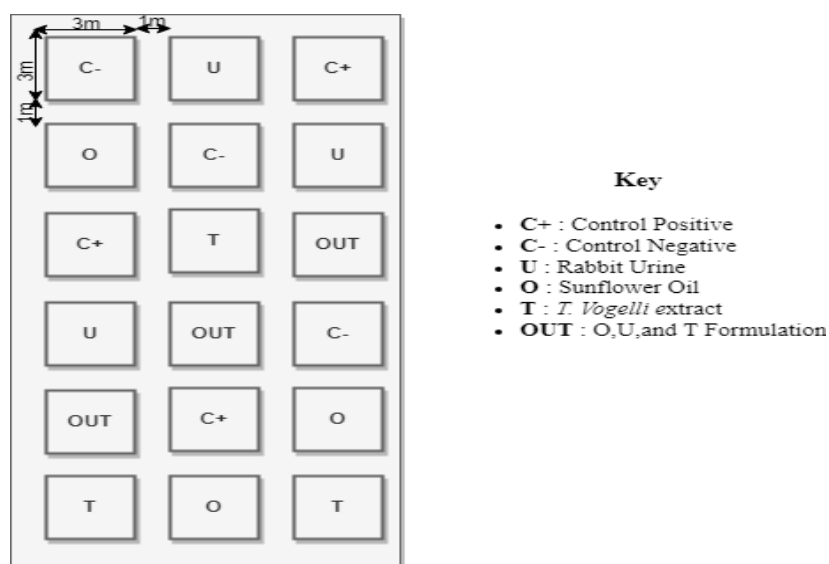 3m 1m
3m
1m
C- U C+
O C- U
C+ T OUT
U OUT C-
OUT C+ O
T O T
Key
• C+ : Control Positive
• C- : Control Negative
• U : Rabbit Urine
• O : Sunflower Oil
• T : T. Vogelli extract
• OUT : O,U,and T Formulation